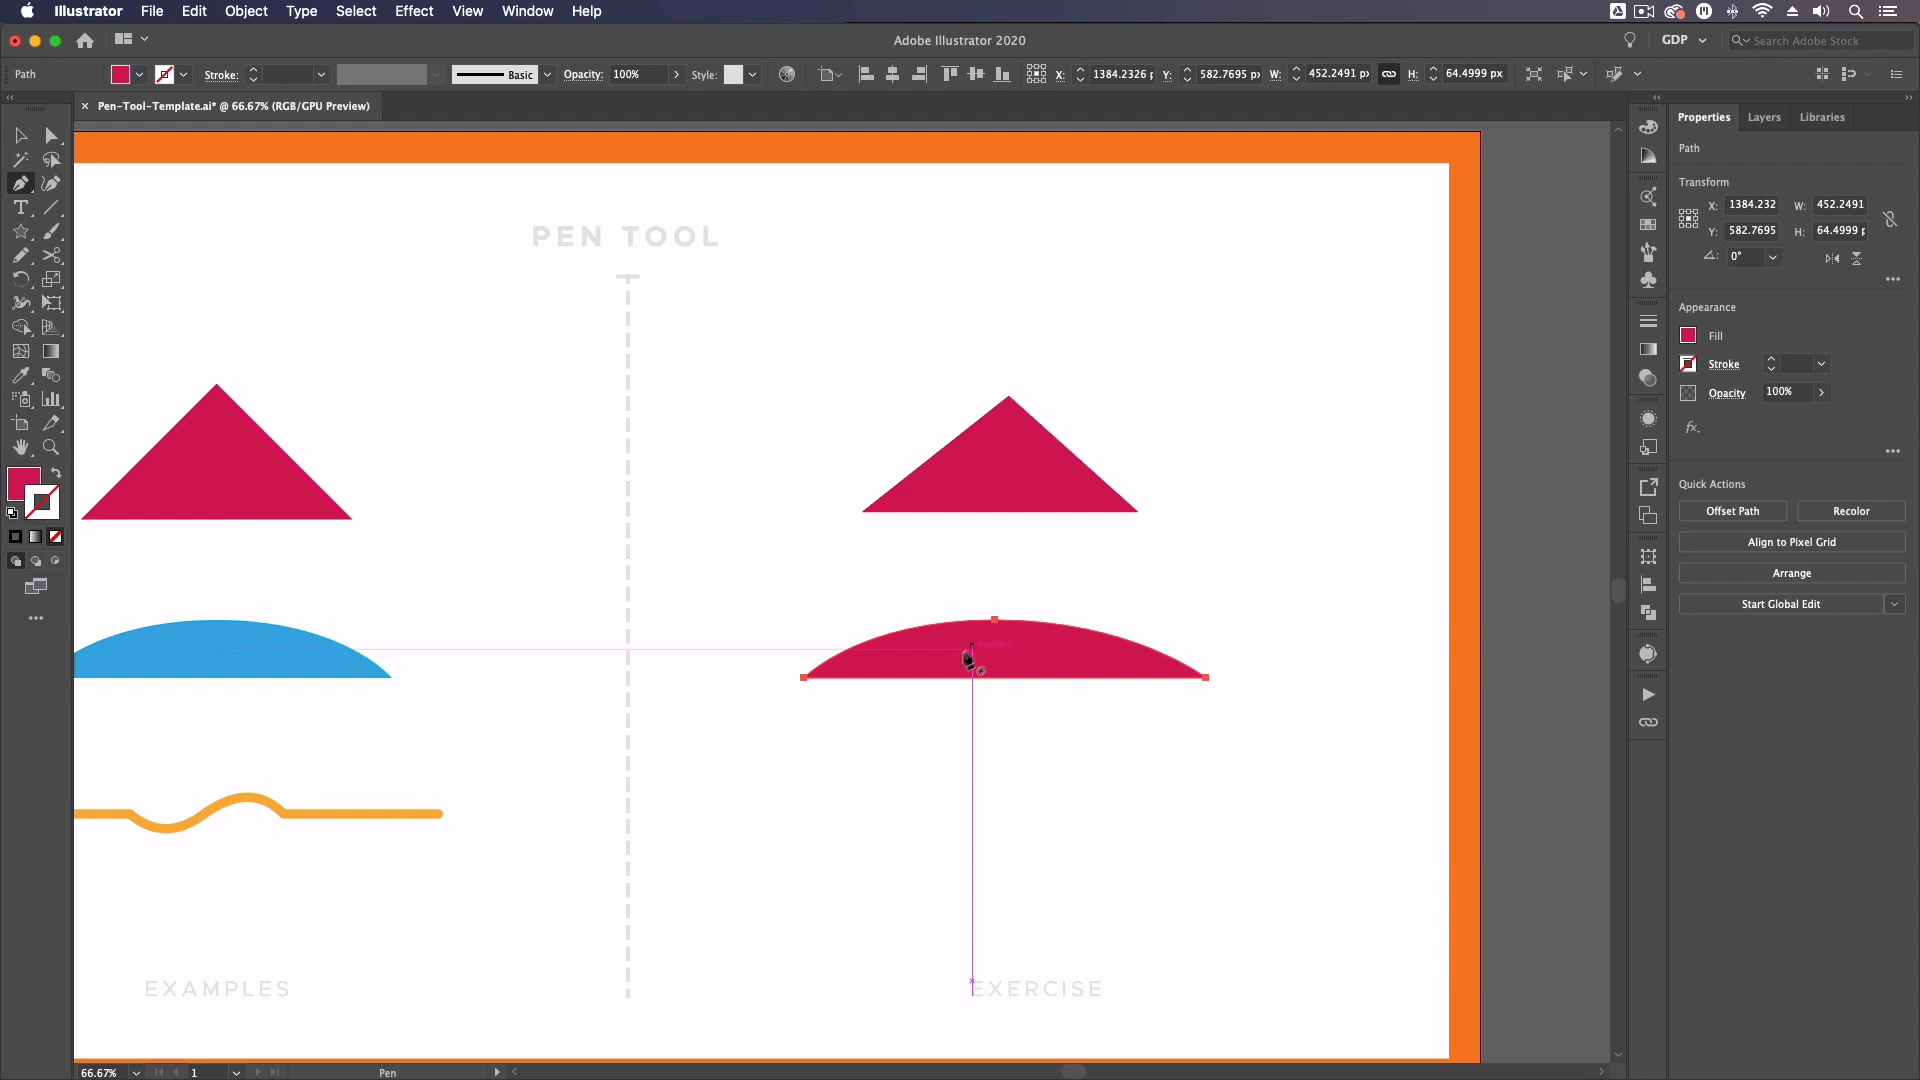 Illustrator File Edit Object Type Select Effect View Window Help
Adobe Illustrator 2020
GDP
Search Adobe Stock
Path
Stroke:
Basic
Opacity: 100%
Style:
X: 1384.2326 p
Y: 582.7695 px
W: 452.2491 px
H: 64.4999 px
× Pen-Tool-Template.ai* @ 66.67% (RGB/GPU Preview)
Properties Layers Libraries
Path
Transform
X: 1384.232 W: 452.2491
Y: 582.7695 H: 64.4999 p
0°
Appearance
Fill
Stroke
Opacity 100%
fx.
Quick Actions
Offset Path Recolor
Align to Pixel Grid
Arrange
Start Global Edit
PEN TOOL
EXAMPLES
EXERCISE
66.67% 1 Pen